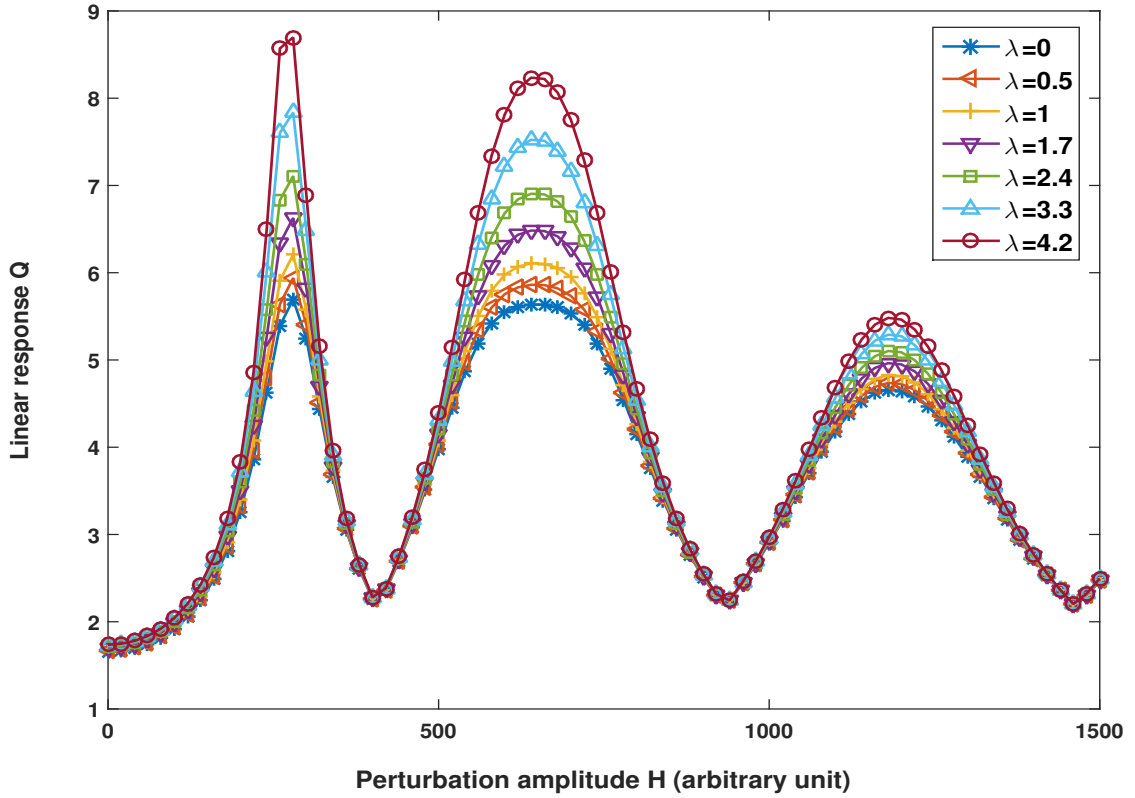 9
8
7
6
5
4
3
2
1
0
500
1000
1500
Linear response Q
Perturbation amplitude H (arbitrary unit)
λ=0
λ=0.5
λ=1
λ=1.7
λ=2.4
λ=3.3
λ=4.2